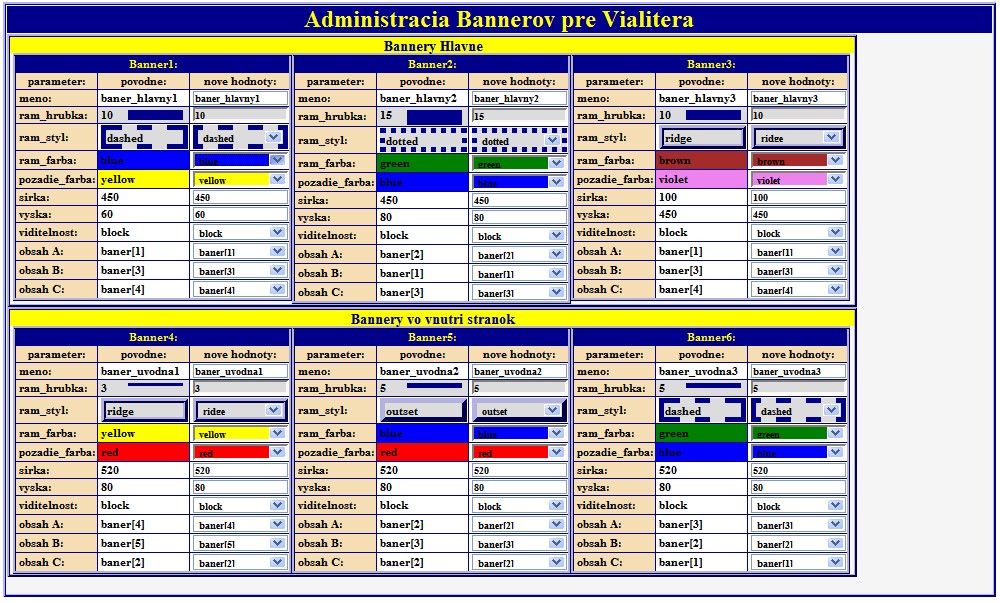 Administracia Bannerov pre Vialitera
Bannery Hlavne
Banner1: Banner2: Banner3:
parameter: povodne: nove hodnoty: parameter: povodne: nove hodnoty: parameter: povodne: nove hodnoty:
meno: baner_hlavny1 baner_hlavny1 meno: baner_hlavny2 baner_hlavny2 meno: baner_hlavny3 baner_hlavny3
ram_hrubka: 10 10 ram_hrubka: 15 15 ram_hrubka: 10 10
ram_styl: dashed dashed ram_styl: dotted dotted ram_styl: ridge ridge
ram_farba: blue blue ram_farba: green green ram_farba: brown brown
pozadie_farba: yellow yellow pozadie_farba: blue blue pozadie_farba: violet violet
sirka: 450 450 sirka: 450 450 sirka: 100 100
vyska: 60 60 vyska: 80 80 vyska: 450 450
viditelnost: block block viditelnost: block block viditelnost: block block
obsah A: baner[1] baner[1] obsah A: baner[2] baner[2] obsah A: baner[1] baner[1]
obsah B: baner[3] baner[3] obsah B: baner[1] baner[1] obsah B: baner[3] baner[3]
obsah C: baner[4] baner[4] obsah C: baner[3] baner[3] obsah C: baner[4] baner[4]
Bannery vo vnutri stranok
Banner4: Banner5: Banner6:
parameter: povodne: nove hodnoty: parameter: povodne: nove hodnoty: parameter: povodne: nove hodnoty:
meno: baner_uvodna1 baner_uvodna1 meno: baner_uvodna2 baner_uvodna2 meno: baner_uvodna3 baner_uvodna3
ram_hrubka: 3 3 ram_hrubka: 5 5 ram_hrubka: 5 5
ram_styl: ridge ridge ram_styl: outset outset ram_styl: dashed dashed
ram_farba: yellow yellow ram_farba: blue blue ram_farba: green green
pozadie_farba: red red pozadie_farba: red red pozadie_farba: blue blue
sirka: 520 520 sirka: 520 520 sirka: 520 520
vyska: 80 80 vyska: 80 80 vyska: 80 80
viditelnost: block block viditelnost: block block viditelnost: block block
obsah A: baner[4] baner[4] obsah A: baner[2] baner[2] obsah A: baner[3] baner[3]
obsah B: baner[5] baner[5] obsah B: baner[3] baner[3] obsah B: baner[2] baner[2]
obsah C: baner[2] baner[2] obsah C: baner[2] baner[2] obsah C: baner[1] baner[1]